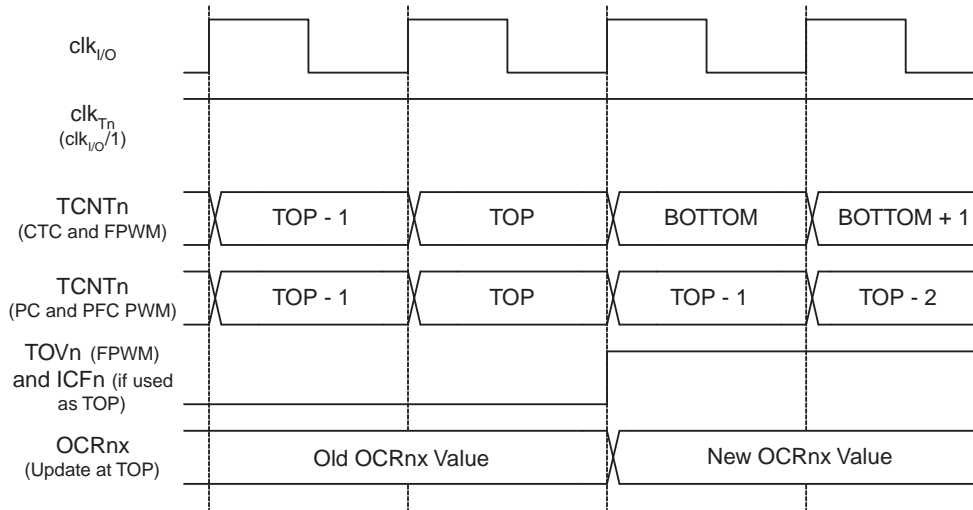 clkI/O
clkTn
(clkI/O/1)
TCNTn
(CTC and FPWM)
TOP - 1
TOP
BOTTOM
BOTTOM + 1
TCNTn
(PC and PFC PWM)
TOP - 1
TOP
TOP - 1
TOP - 2
TOVn (FPWM)
and ICFn (if used
as TOP)
OCRnx
(Update at TOP)
Old OCRnx Value
New OCRnx Value